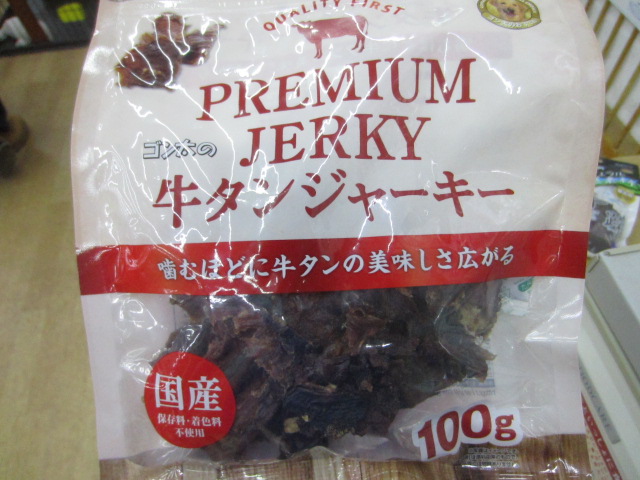 QUALITY FIRST
PREMIUM
JERKY
ゴン太の
牛タンジャーキー
噛むほどに牛タンの美味しさ広がる
国産
保存料・着色料
不使用
100g